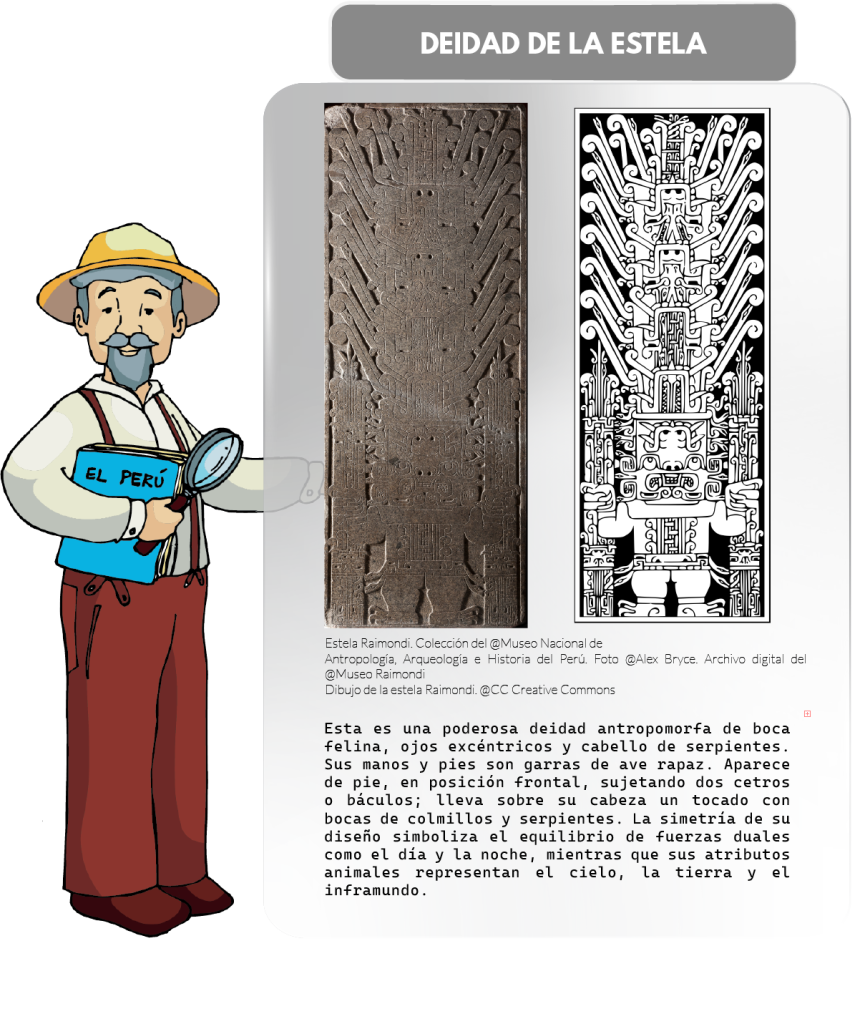 DEIDAD DE LA ESTELA
EL PERÚ
Estela Raimondi. Colección del @Museo Nacional de
Antropología, Arqueología e Historia del Perú. Foto @Alex Bryce. Archivo digital del
@Museo Raimondi
Dibujo de la estela Raimondi. @CC Creative Commons
Esta es una poderosa deidad antropomorfa de boca
felina, ojos excéntricos y cabello de serpientes.
Sus manos y pies son garras de ave rapaz. Aparece
de pie, en posición frontal, sujetando dos cetros
o báculos; lleva sobre su cabeza un tocado con
bocas de colmillos y serpientes. La simetría de su
diseño simboliza el equilibrio de fuerzas duales
como el día y la noche, mientras que sus atributos
animales representan el cielo, la tierra y el
inframundo.